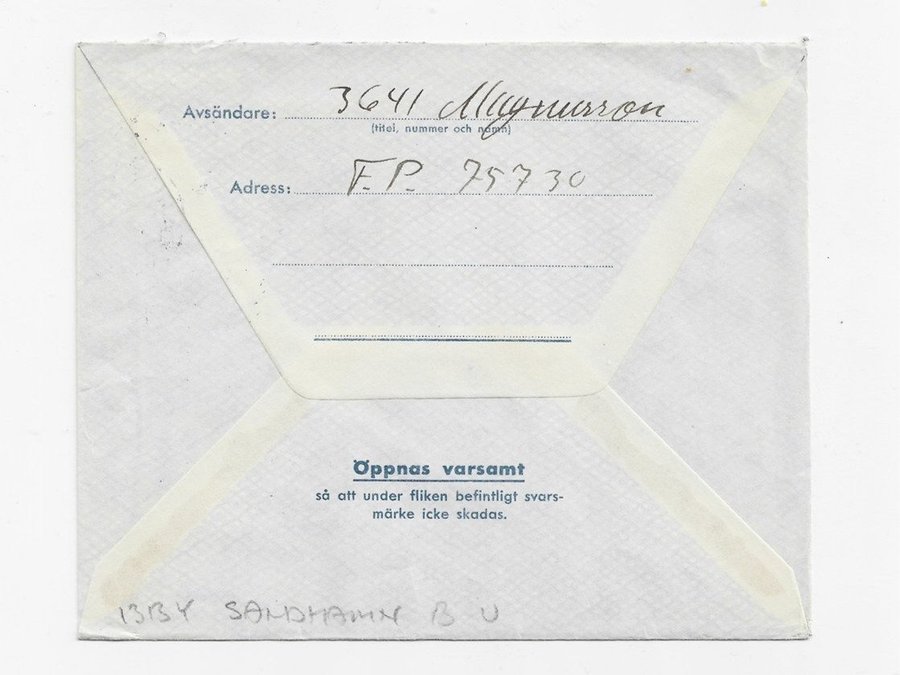 Avsändare: 3641 Magnusson
(titel, nummer och namn)
Adress: F.P. 75730
Öppnas varsamt
så att under fliken befintligt svars-
märke icke skadas.
SANDHAMN B U